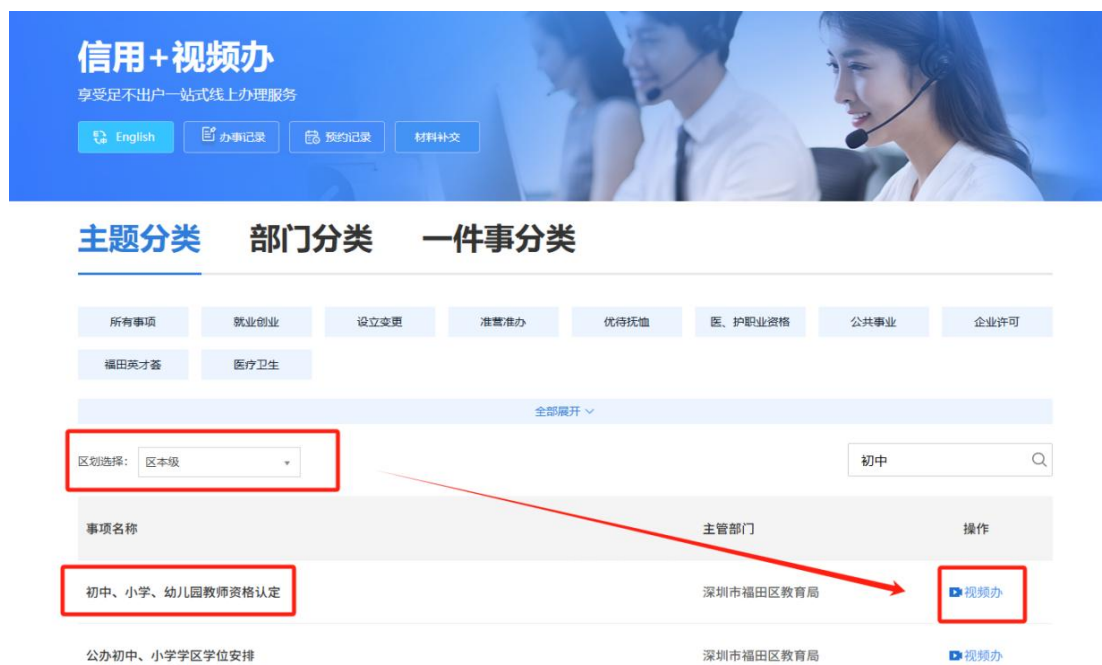 信用+视频办
享受足不出户一站式线上办理服务
English 办事记录 预约记录 材料补交
主题分类 部门分类 一件事分类
所有事项 就业创业 设立变更 准营准办 优待抚恤 医、护职业资格 公共事业 企业许可
福田英才荟 医疗卫生
全部展开
区划选择: 区本级 初中
事项名称 主管部门 操作
初中、小学、幼儿园教师资格认定 深圳市福田区教育局 视频办
公办初中、小学学区学位安排 深圳市福田区教育局 视频办